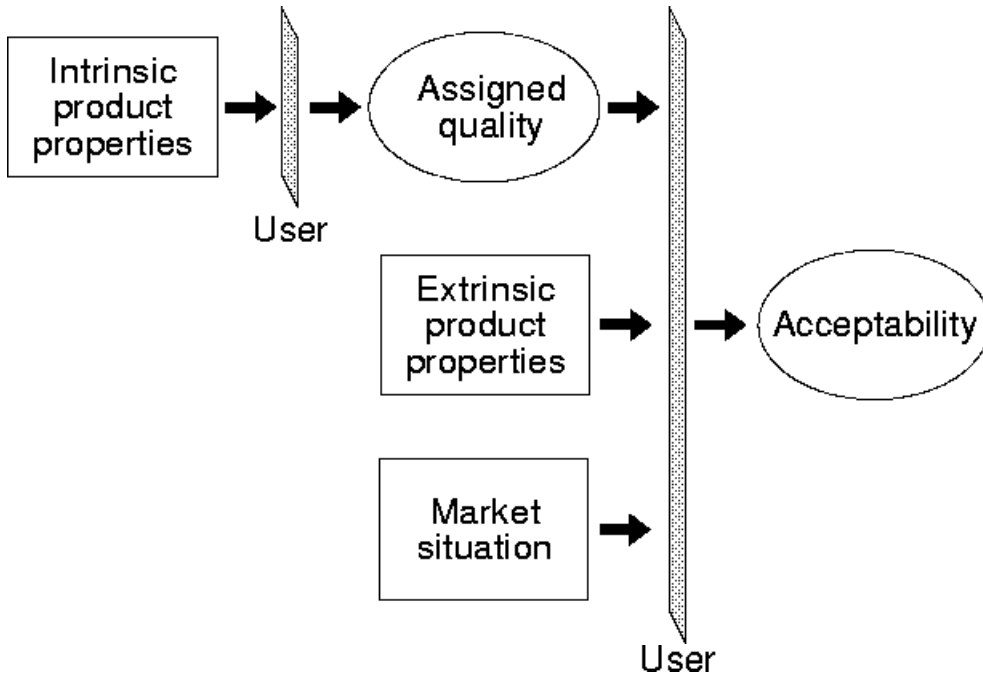 Intrinsic
product
properties
User
Assigned
quality
Extrinsic
product
properties
Acceptability
Market
situation
User